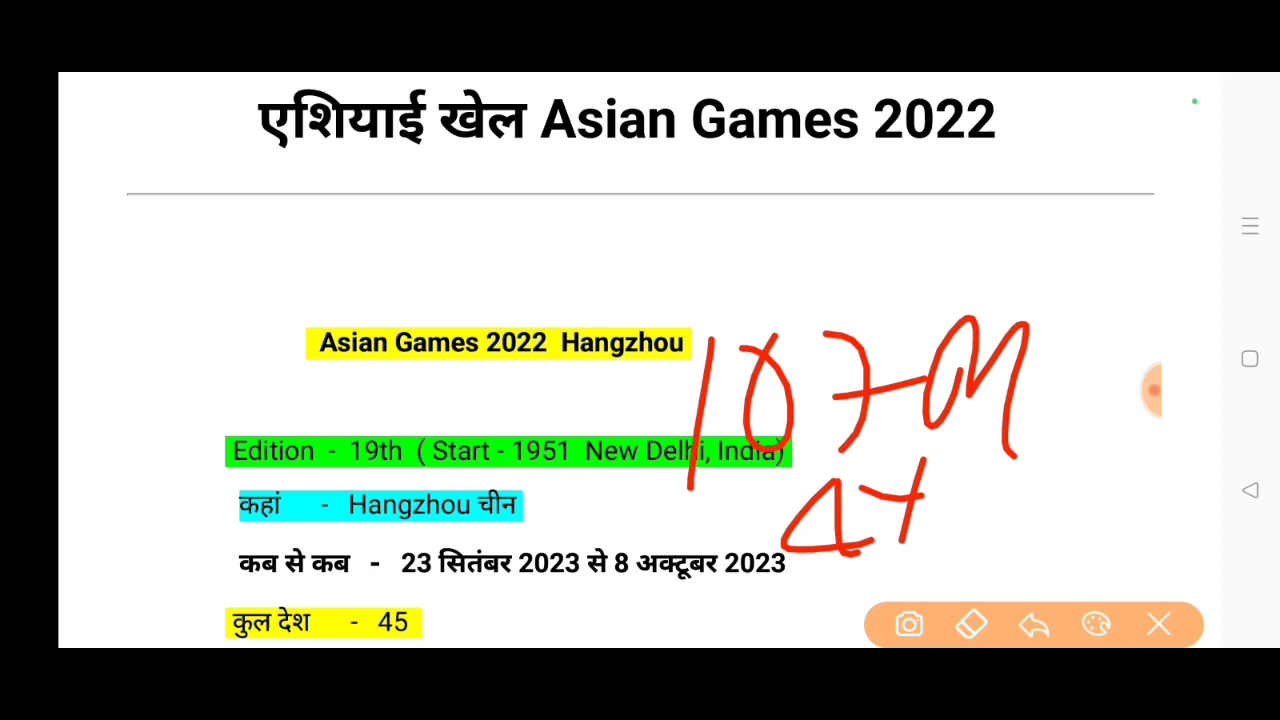 एशियाई खेल Asian Games 2022
Asian Games 2022 Hangzhou
107
Edition - 19th ( Start - 1951 New Delhi, India)
कहां - Hangzhou चीन
कब से कब - 23 सितंबर 2023 से 8 अक्टूबर 2023
कुल देश - 45